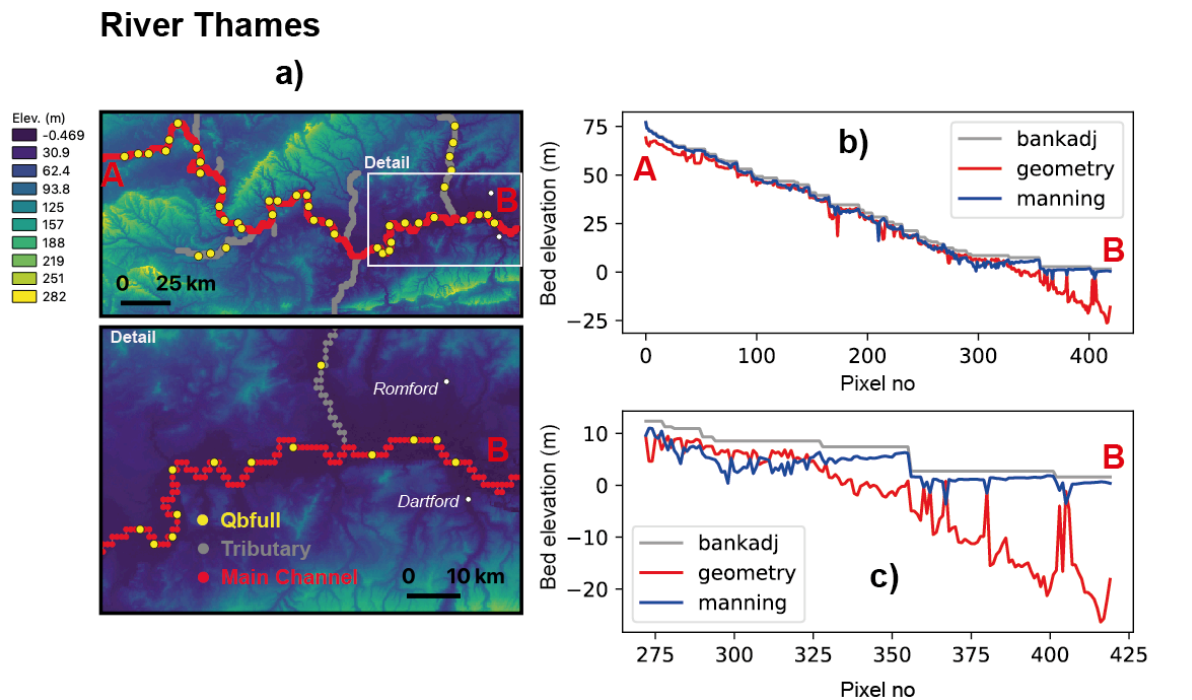 River Thames
a)
Elev. (m)
-0.469
30.9
62.4
93.8
125
157
188
219
251
282
A
Detail
B
0 25 km
Detail
Romford
B
Dartford
Qbfull
Tributary
Main Channel
0 10 km
b)
Bed elevation (m)
75
50
25
0
−25
A
B
bankadj
geometry
manning
0 100 200 300 400
Pixel no
c)
Bed elevation (m)
10
0
−10
−20
B
bankadj
geometry
manning
275 300 325 350 375 400 425
Pixel no